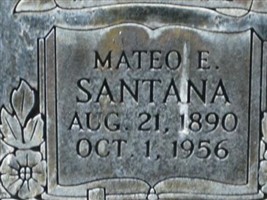 MATEO E.
SANTANA
AUG. 21, 1890
OCT. 1, 1956